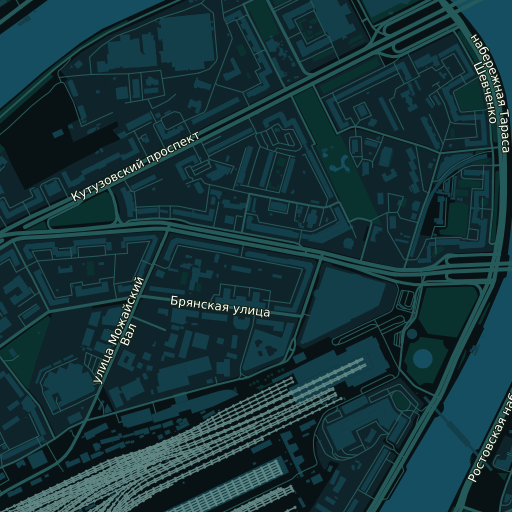 набережная Тараса
Шевченко
Кутузовский проспект
Брянская улица
улица Можайский
Вал
Ростовская наб